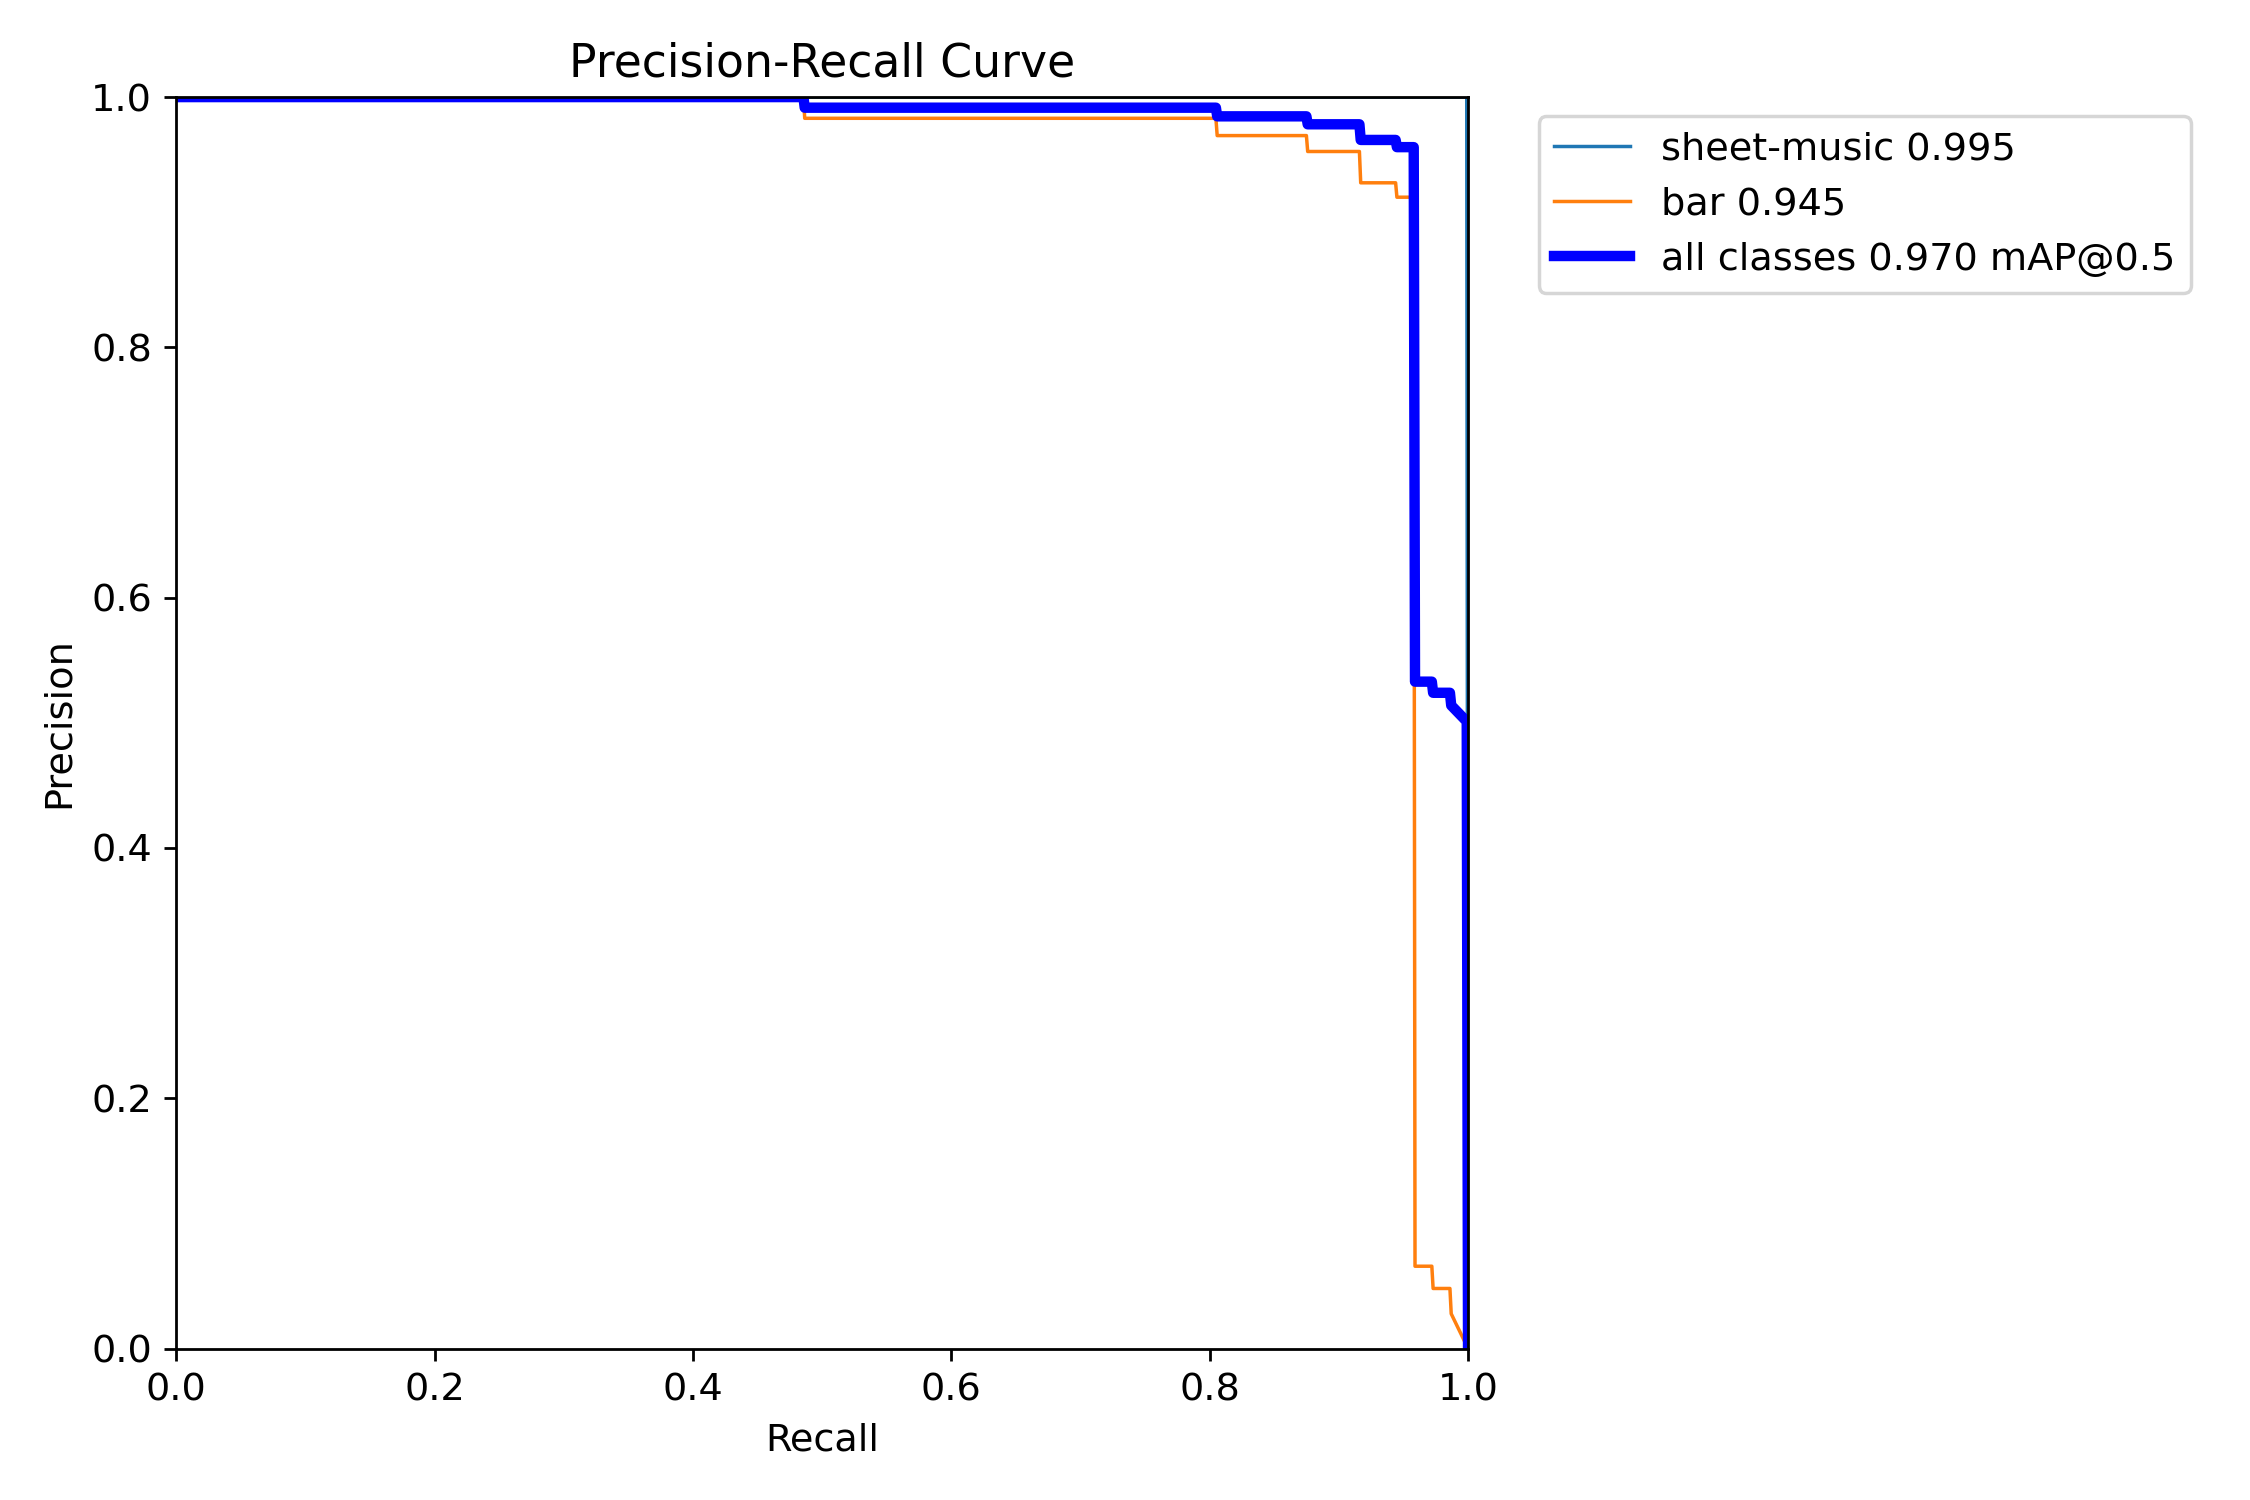 Precision-Recall Curve
1.0
0.8
0.6
0.4
0.2
0.0
Precision
0.0 0.2 0.4 0.6 0.8 1.0
Recall
sheet-music 0.995
bar 0.945
all classes 0.970 mAP@0.5